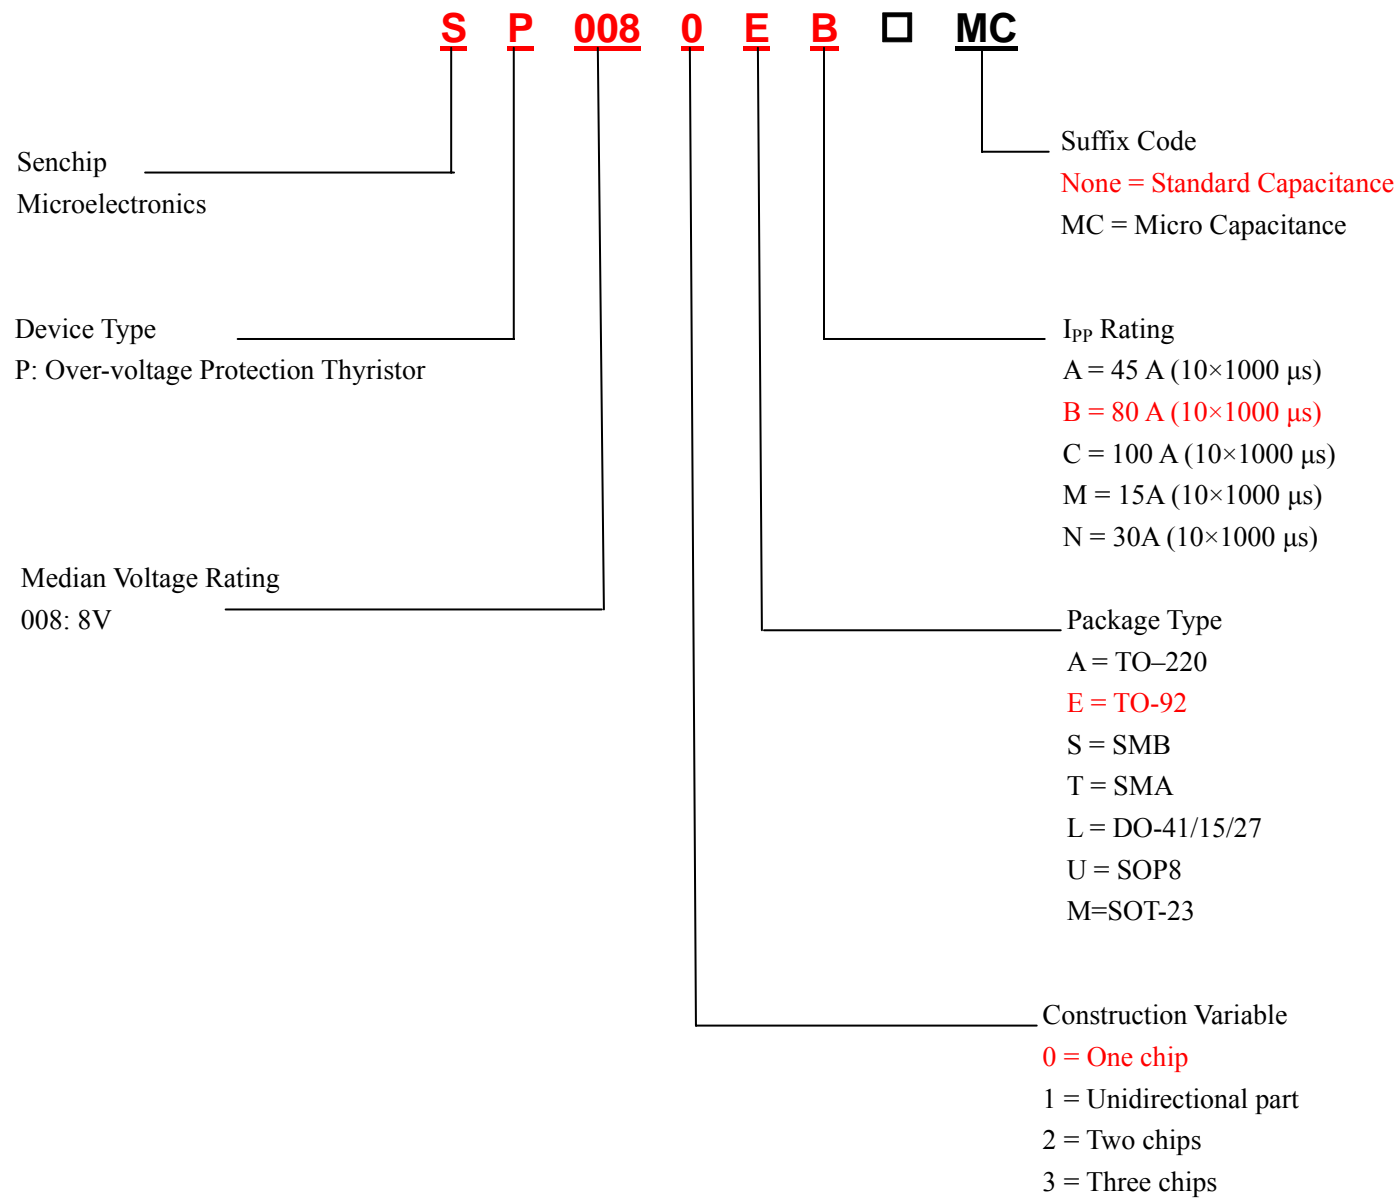 S P 008 0 E B □ MC
Senchip
Microelectronics
Device Type
P: Over-voltage Protection Thyristor
Median Voltage Rating
008: 8V
Suffix Code
None = Standard Capacitance
MC = Micro Capacitance
IPP Rating
A = 45 A (10×1000 μs)
B = 80 A (10×1000 μs)
C = 100 A (10×1000 μs)
M = 15A (10×1000 μs)
N = 30A (10×1000 μs)
Package Type
A = TO–220
E = TO-92
S = SMB
T = SMA
L = DO-41/15/27
U = SOP8
M=SOT-23
Construction Variable
0 = One chip
1 = Unidirectional part
2 = Two chips
3 = Three chips